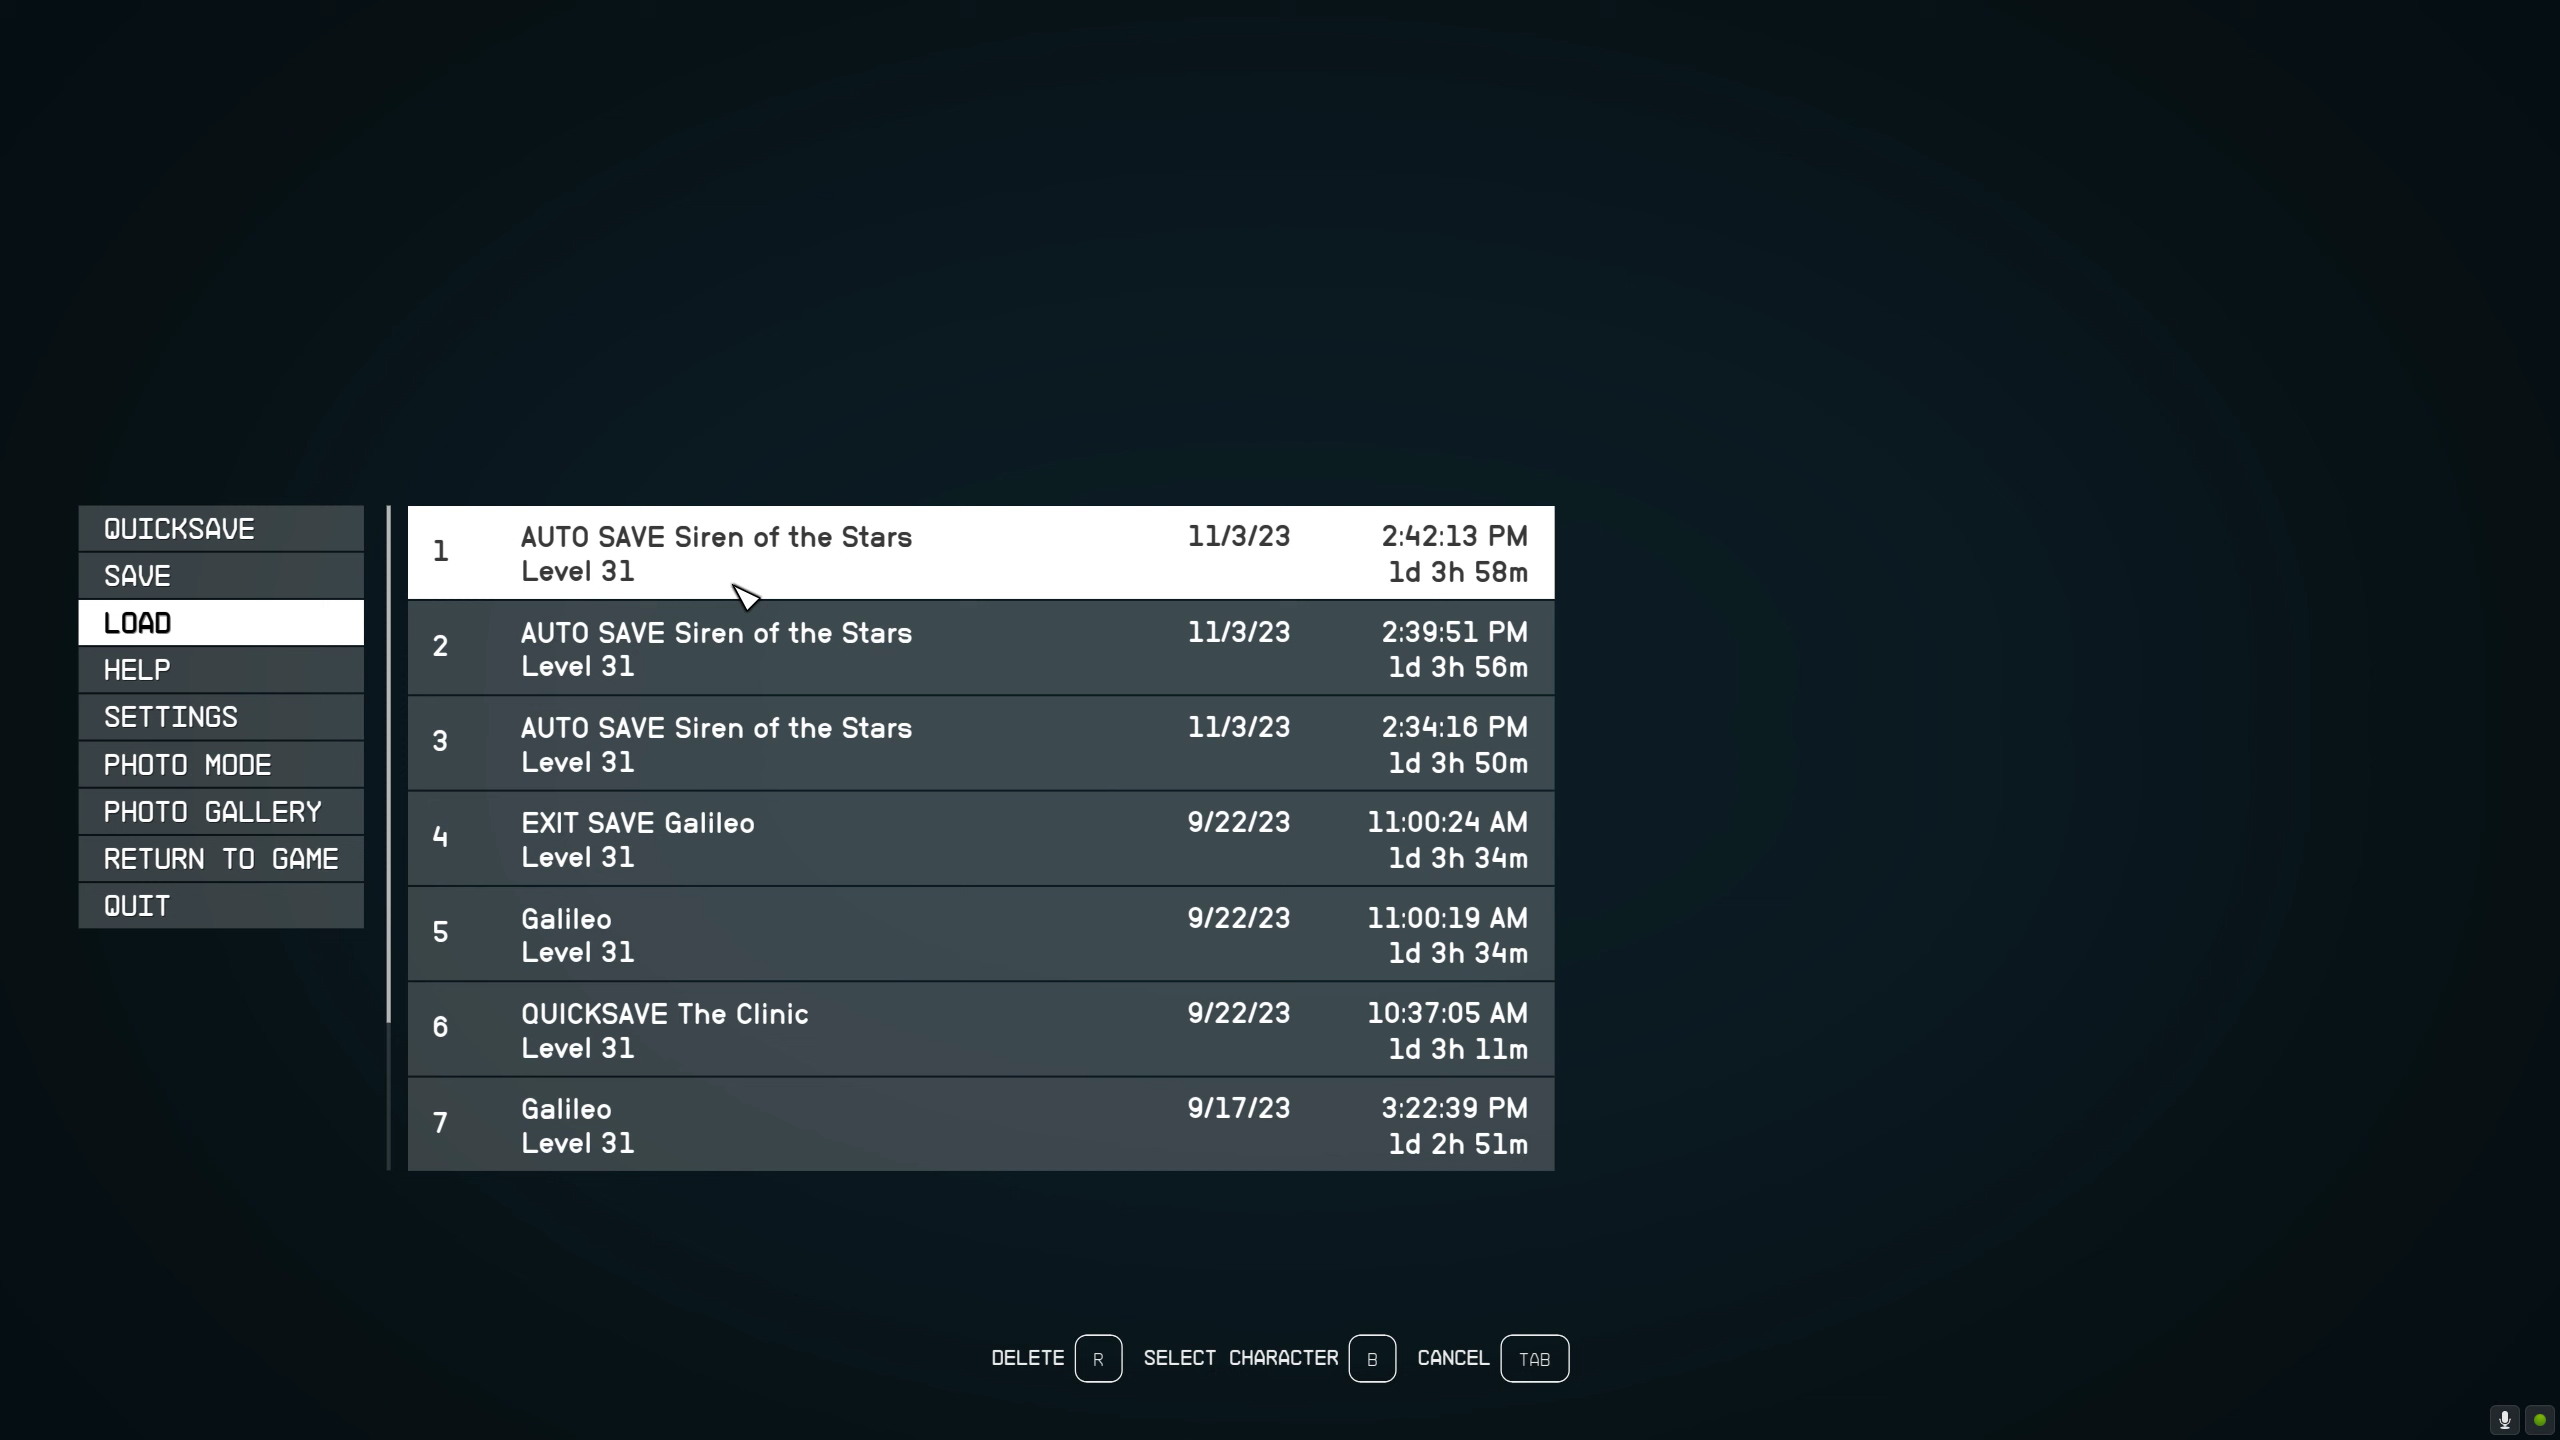 QUICKSAVE
SAVE
LOAD
HELP
SETTINGS
PHOTO MODE
PHOTO GALLERY
RETURN TO GAME
QUIT
1 AUTO SAVE Siren of the Stars 11/3/23 2:42:13 PM
Level 31 1d 3h 58m
2 AUTO SAVE Siren of the Stars 11/3/23 2:39:51 PM
Level 31 1d 3h 56m
3 AUTO SAVE Siren of the Stars 11/3/23 2:34:16 PM
Level 31 1d 3h 50m
4 EXIT SAVE Galileo 9/22/23 11:00:24 AM
Level 31 1d 3h 34m
5 Galileo 9/22/23 11:00:19 AM
Level 31 1d 3h 34m
6 QUICKSAVE The Clinic 9/22/23 10:37:05 AM
Level 31 1d 3h 11m
7 Galileo 9/17/23 3:22:39 PM
Level 31 1d 2h 51m
DELETE R SELECT CHARACTER B CANCEL TAB